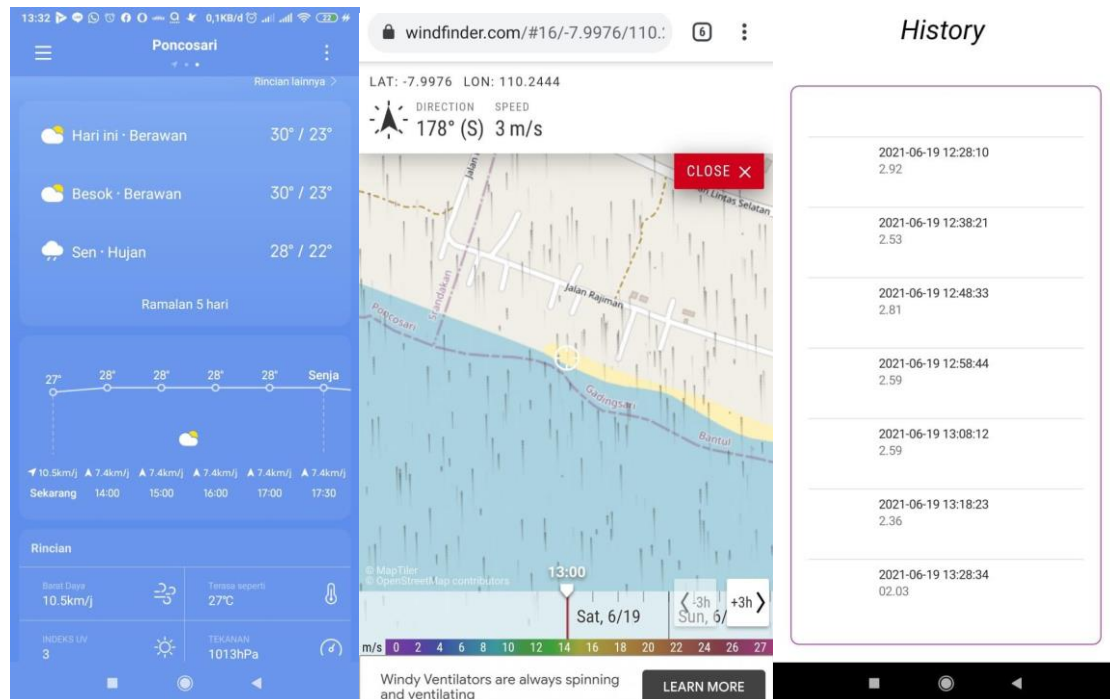 13:32 0,1KB/d 22
Poncosari
Rincian lainnya >
Hari ini · Berawan 30° / 23°
Besok · Berawan 30° / 23°
Sen · Hujan 28° / 22°
Ramalan 5 hari
27° 28° 28° 28° 28° Senja
10.5km/j 7.4km/j 7.4km/j 7.4km/j 7.4km/j 7.4km/j
Sekarang 14:00 15:00 16:00 17:00 17:30
Rincian
Barat Daya
10.5km/j
Terasa seperti
27°C
INDEKS UV
3
TEKANAN
1013hPa
windfinder.com/#16/-7.9976/110.: 6
LAT: -7.9976 LON: 110.2444
DIRECTION SPEED
178° (S) 3 m/s
CLOSE X
Jalan
Lintas Selatan
Srandakan
Jalan Rajiman
Poncosari
Gadingsari
Bantul
© MapTiler
© OpenStreetMap contributors
13:00
Sat, 6/19 Sun, 6/
-3h +3h
m/s 0 2 4 6 8 10 12 14 16 18 20 22 24 26 27
Windy Ventilators are always spinning
and ventilating
LEARN MORE
History
2021-06-19 12:28:10
2.92
2021-06-19 12:38:21
2.53
2021-06-19 12:48:33
2.81
2021-06-19 12:58:44
2.59
2021-06-19 13:08:12
2.59
2021-06-19 13:18:23
2.36
2021-06-19 13:28:34
02.03